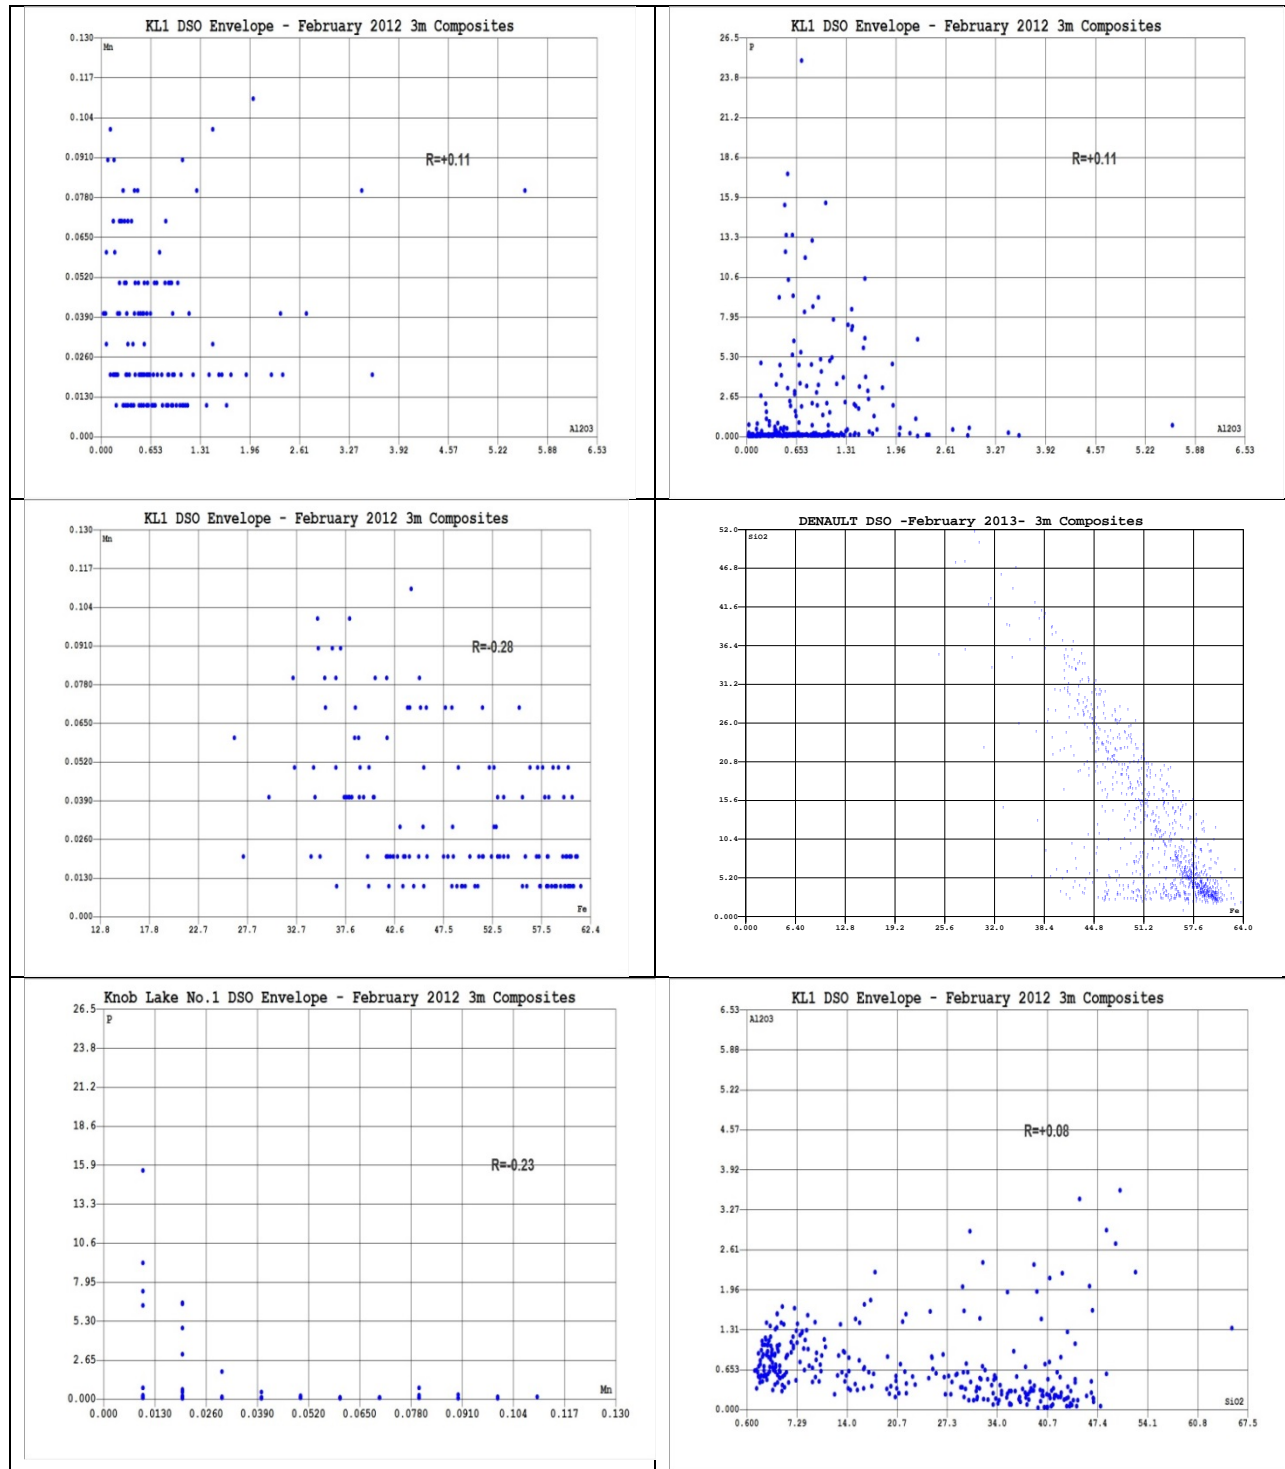 KL1 DSO Envelope - February 2012 3m Composites
0.130
Mn
0.117
0.104
0.0910
R=+0.11
0.0780
0.0650
0.0520
0.0390
0.0260
0.0130
0.000
Al2O3
0.000 0.653 1.31 1.96 2.61 3.27 3.92 4.57 5.22 5.88 6.53
KL1 DSO Envelope - February 2012 3m Composites
26.5
P
23.8
21.2
18.6
R=+0.11
15.9
13.3
10.6
7.95
5.30
2.65
0.000
Al2O3
0.000 0.653 1.31 1.96 2.61 3.27 3.92 4.57 5.22 5.88 6.53
KL1 DSO Envelope - February 2012 3m Composites
0.130
Mn
0.117
0.104
0.0910
R=-0.28
0.0780
0.0650
0.0520
0.0390
0.0260
0.0130
0.000
Fe
12.8 17.8 22.7 27.7 32.7 37.6 42.6 47.5 52.5 57.5 62.4
DENAULT DSO -February 2013- 3m Composites
52.0
SiO2
46.8
41.6
36.4
31.2
26.0
20.8
15.6
10.4
5.20
0.000
Fe
0.000 6.40 12.8 19.2 25.6 32.0 38.4 44.8 51.2 57.6 64.0
Knob Lake No.1 DSO Envelope - February 2012 3m Composites
26.5
P
23.8
21.2
18.6
15.9
R=-0.23
13.3
10.6
7.95
5.30
2.65
0.000
Mn
0.000 0.0130 0.0260 0.0390 0.0520 0.0650 0.0780 0.0910 0.104 0.117 0.130
KL1 DSO Envelope - February 2012 3m Composites
6.53
Al2O3
5.88
5.22
4.57
R=+0.08
3.92
3.27
2.61
1.96
1.31
0.653
0.000
SiO2
0.600 7.29 14.0 20.7 27.3 34.0 40.7 47.4 54.1 60.8 67.5